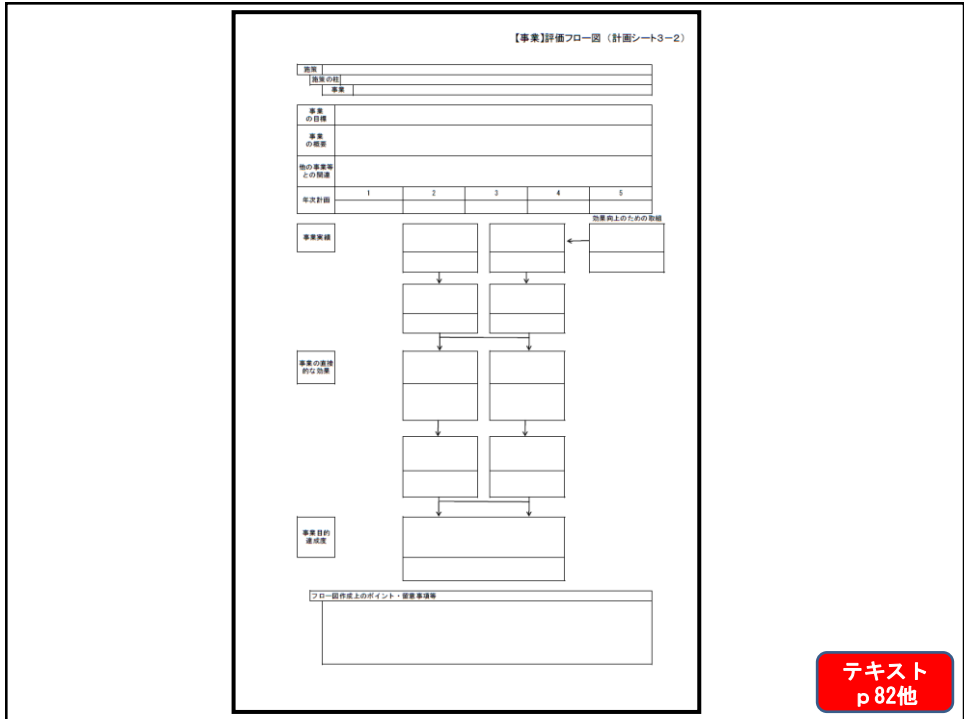 【事業】評価フロー図（計画シート3－2）
施策
施策の柱
事業
事業
の目標
事業
の概要
他の事業等
との関連
年次計画
1
2
3
4
5
効果向上のための取組
事業実績
事業の直接
的な効果
事業目的
達成度
フロー図作成上のポイント・留意事項等
テキスト
ｐ82他